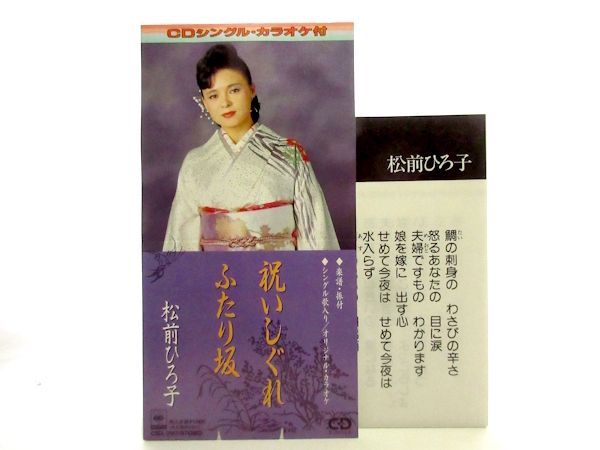 CDシングル・カラオケ付
◆楽譜・振付
◆シングル歌入り/オリジナル・カラオケ
祝いしぐれ
ふたり坂
松前ひろ子
CD
松前ひろ子
鯛の刺身の わさびの辛さ
怒るあなたの 目に涙
夫婦ですもの わかります
娘を嫁に 出す心
せめて今夜は せめて今夜は
水入らず